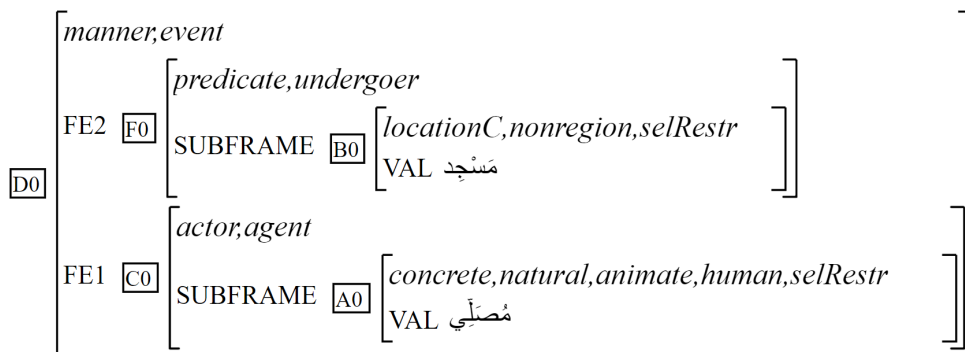 manner,event
predicate,undergoer
FE2 F0
SUBFRAME B0
locationC,nonregion,selRestr
VAL مَسْجِد
D0
actor,agent
FE1 C0
SUBFRAME A0
concrete,natural,animate,human,selRestr
VAL مُصَلِّي